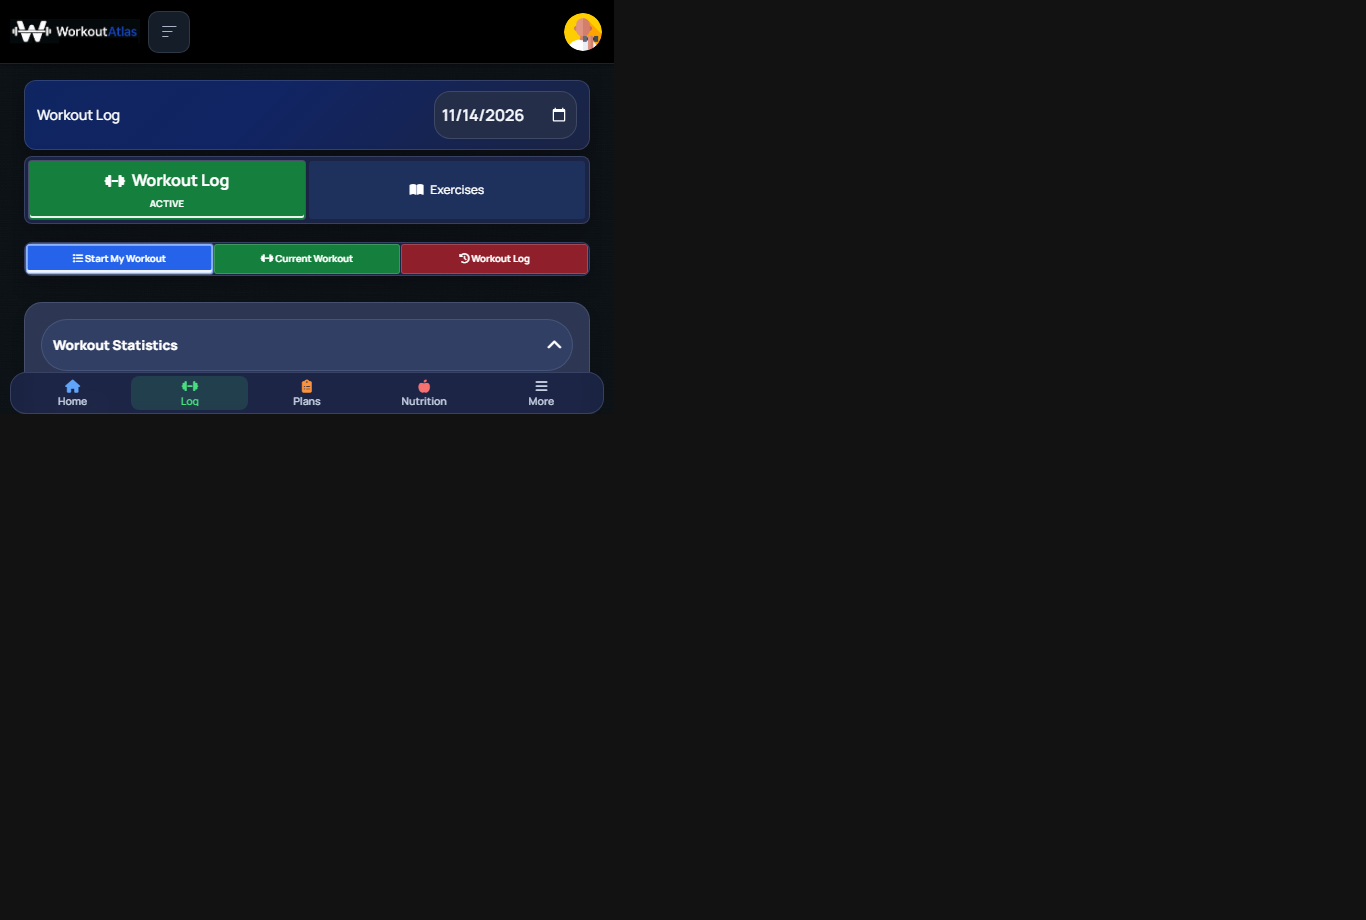 WorkoutAtlas
Workout Log
11/14/2026
Workout Log
ACTIVE
Exercises
Start My Workout
Current Workout
Workout Log
Workout Statistics
Home
Log
Plans
Nutrition
More